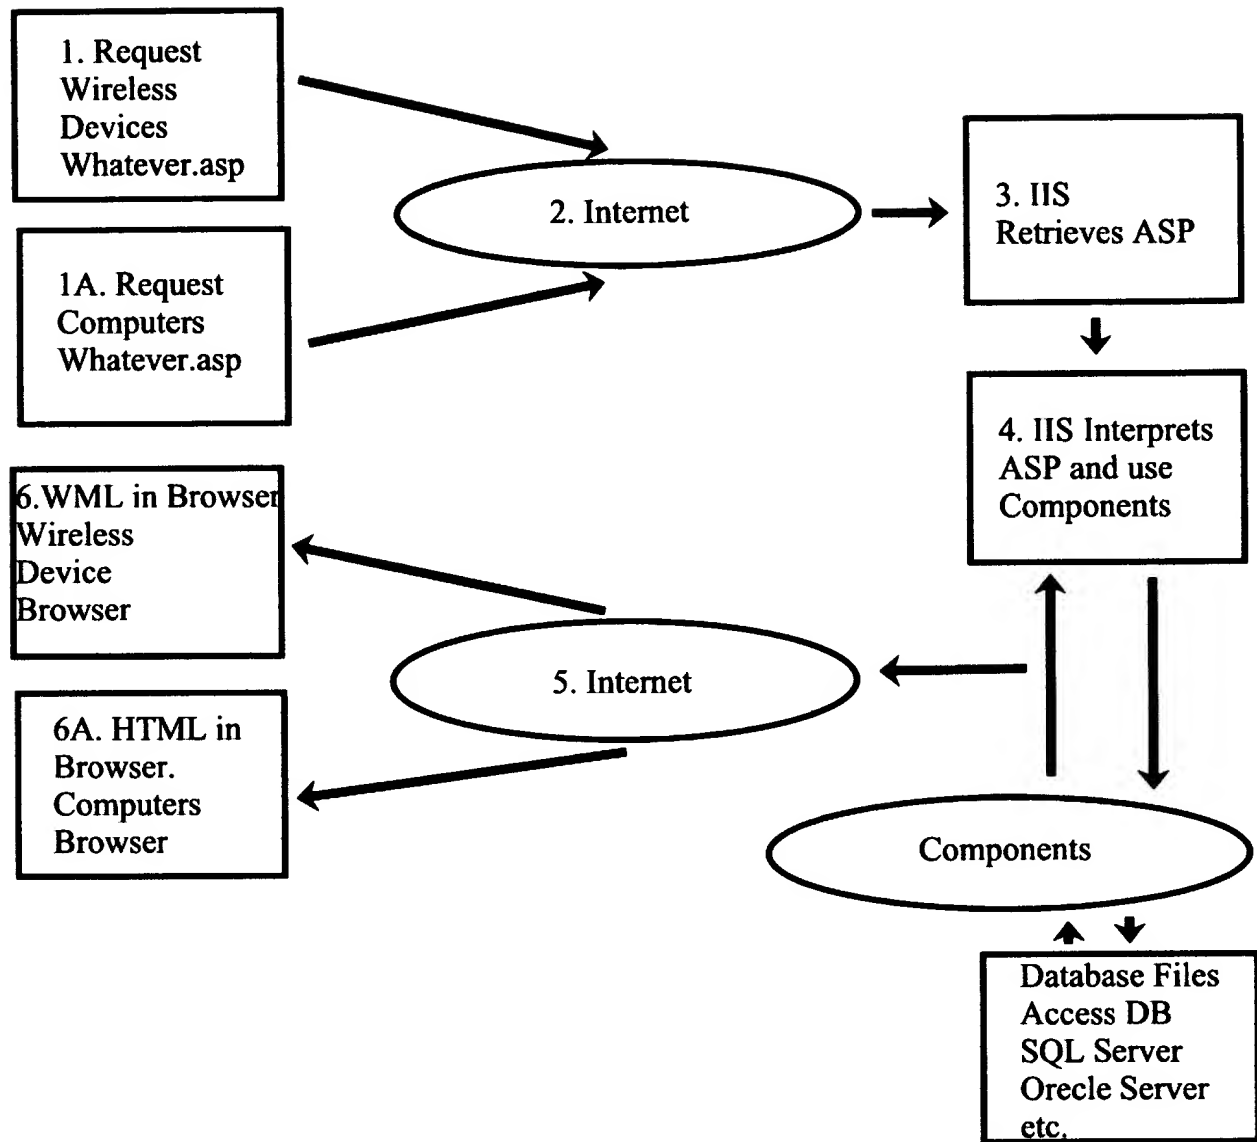 1. Request
Wireless
Devices
Whatever.asp
1A. Request
Computers
Whatever.asp
2. Internet
3. IIS
Retrieves ASP
4. IIS Interprets
ASP and use
Components
5. Internet
6.WML in Browser
Wireless
Device
Browser
6A. HTML in
Browser.
Computers
Browser
Components
Database Files
Access DB
SQL Server
Orecle Server
etc.